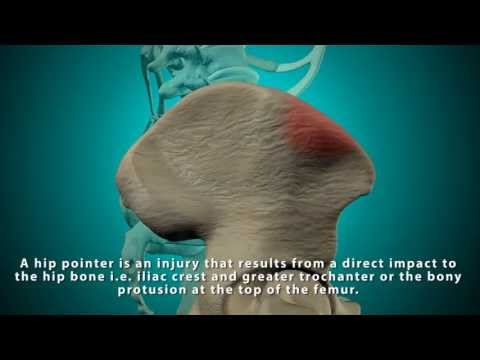 A hip pointer is an injury that results from a direct impact to
the hip bone i.e. iliac crest and greater trochanter or the bony
protusion at the top of the femur.